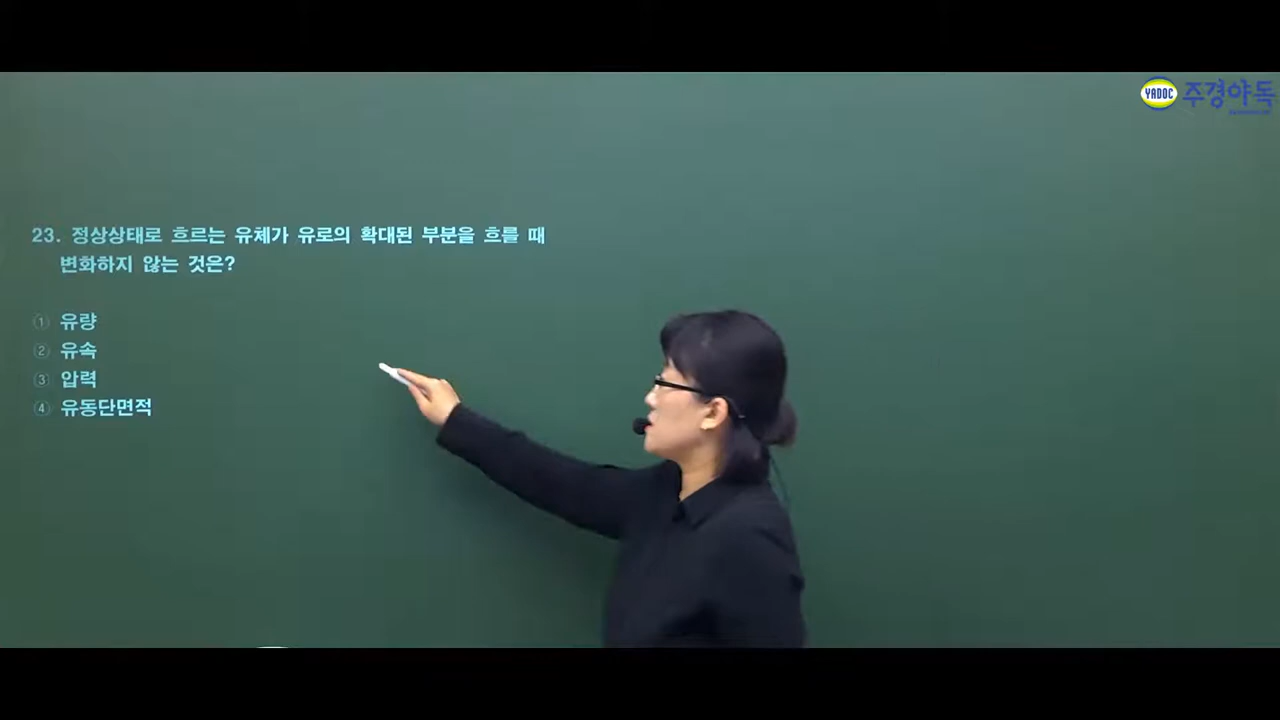 YADOC 주경야독
23. 정상상태로 흐르는 유체가 유로의 확대된 부분을 흐를 때
변화하지 않는 것은?
① 유량
② 유속
③ 압력
④ 유동단면적